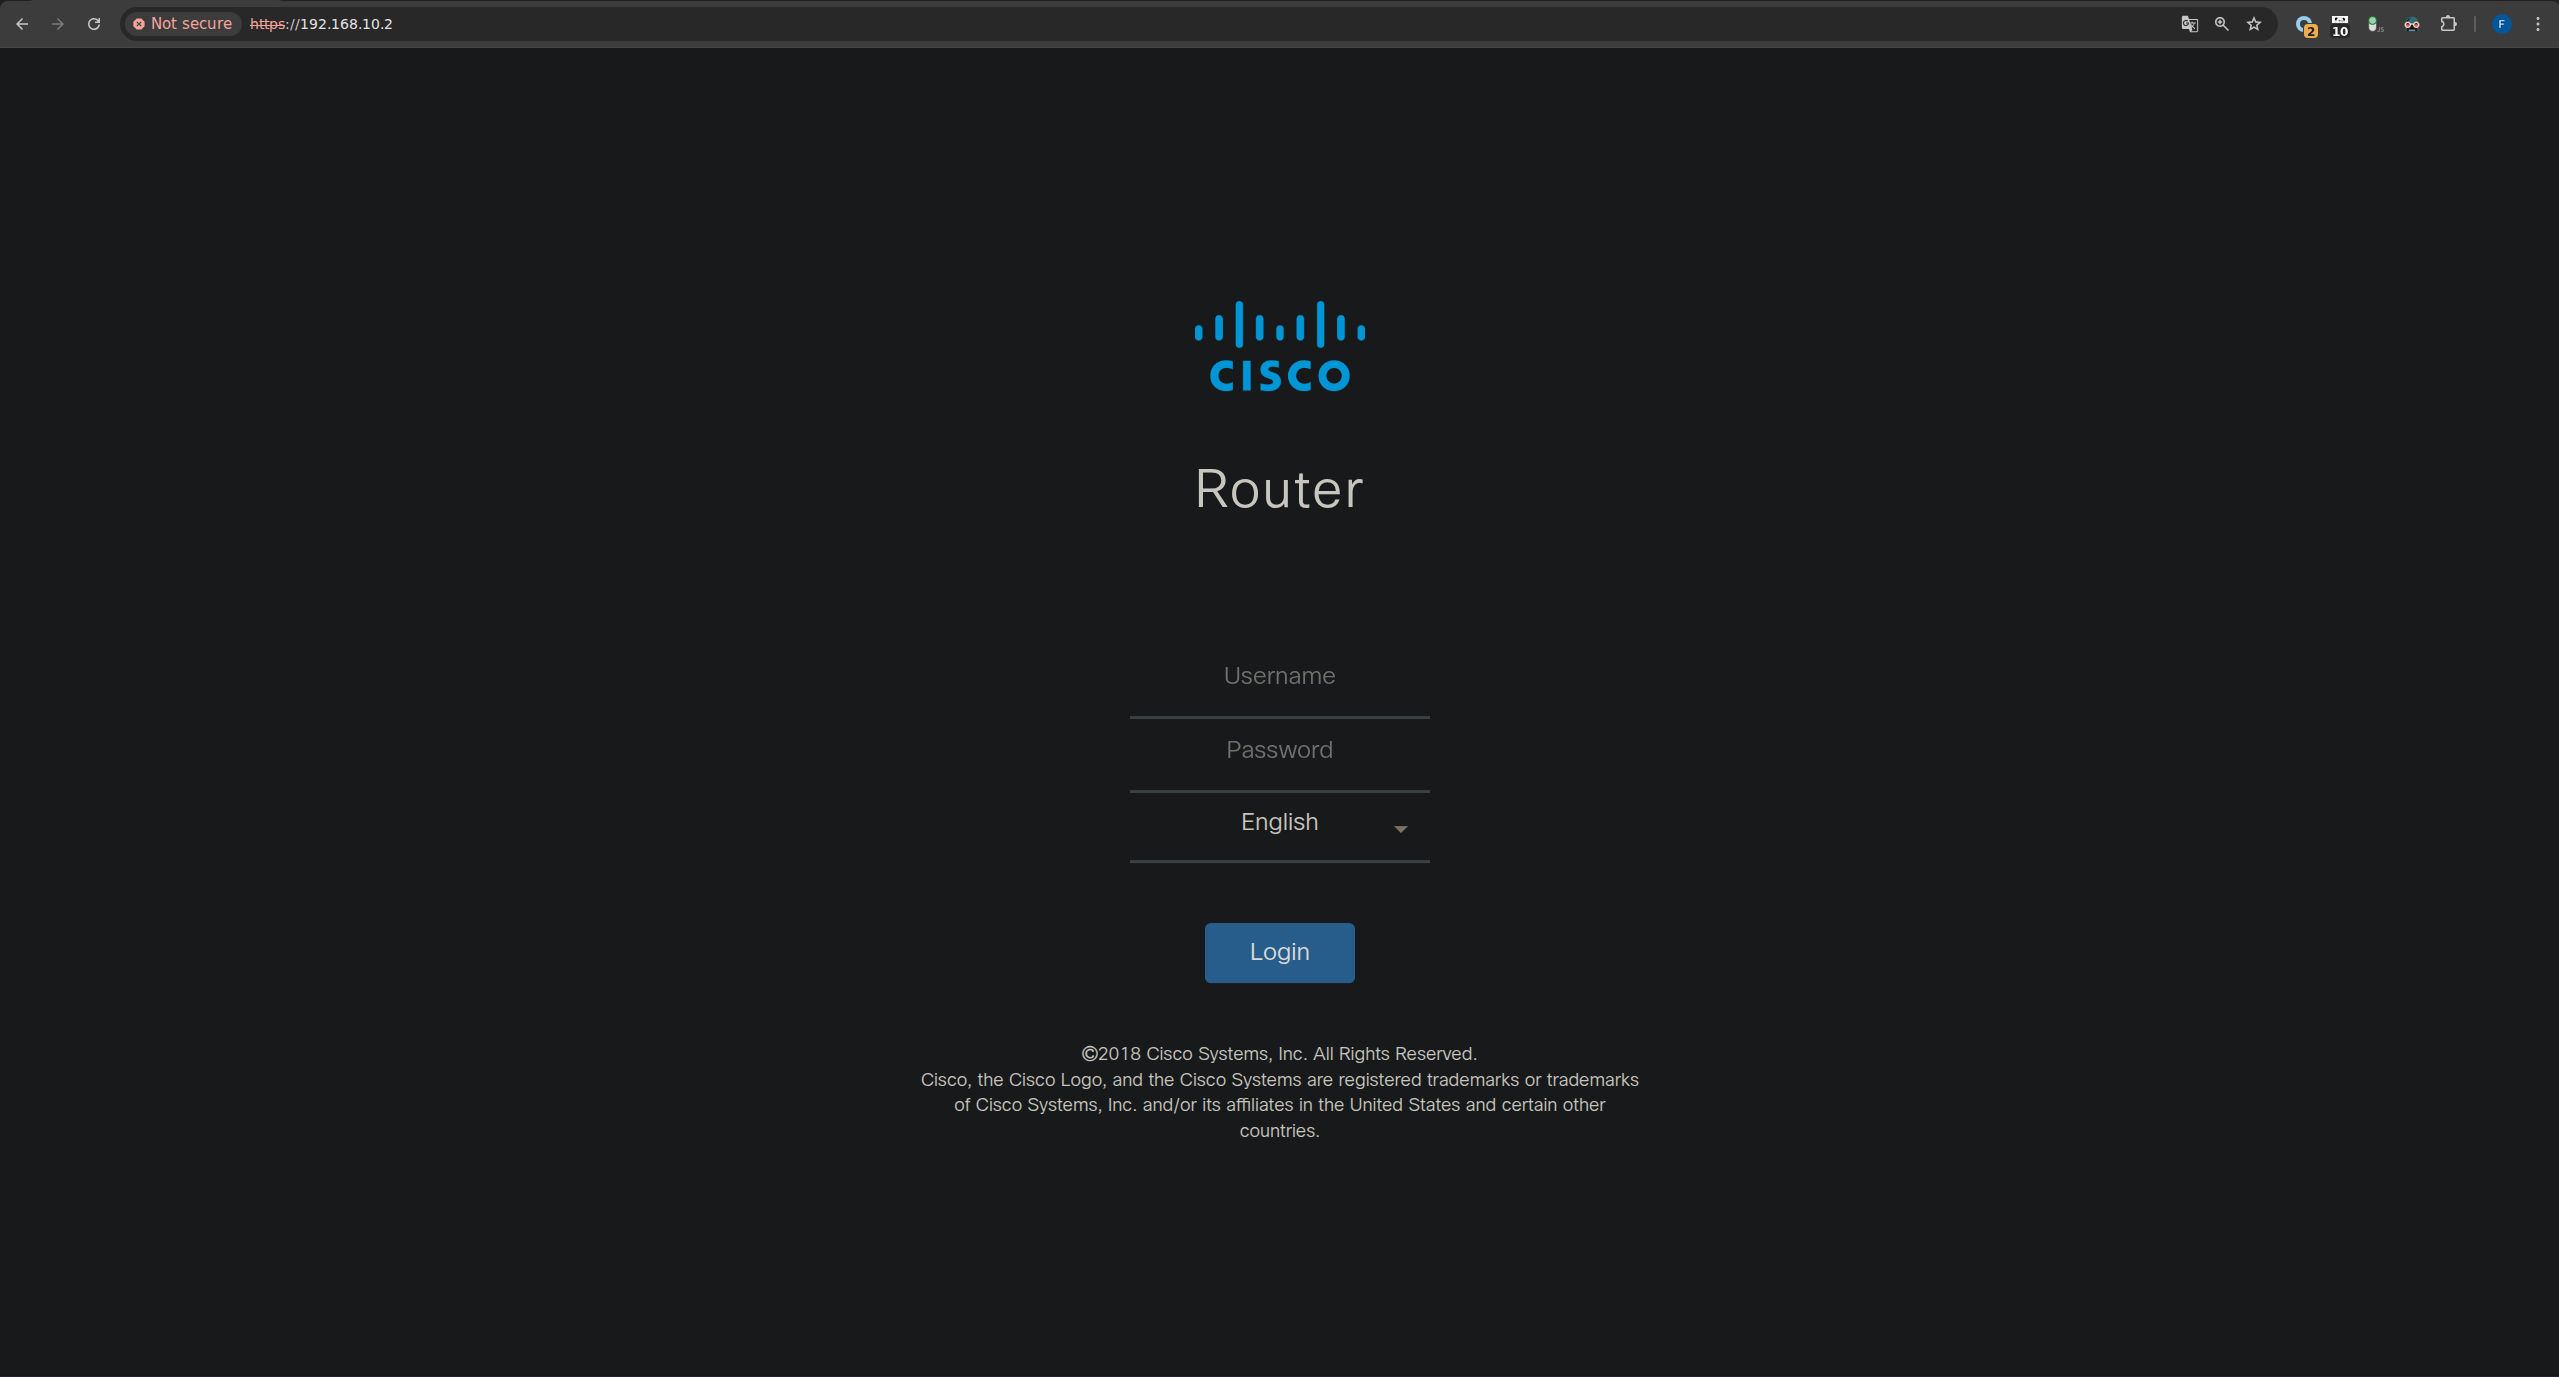 Not secure https://192.168.10.2
2
10
JS
F
CISCO
Router
Username
Password
English
Login
©2018 Cisco Systems, Inc. All Rights Reserved.
Cisco, the Cisco Logo, and the Cisco Systems are registered trademarks or trademarks
of Cisco Systems, Inc. and/or its affiliates in the United States and certain other
countries.